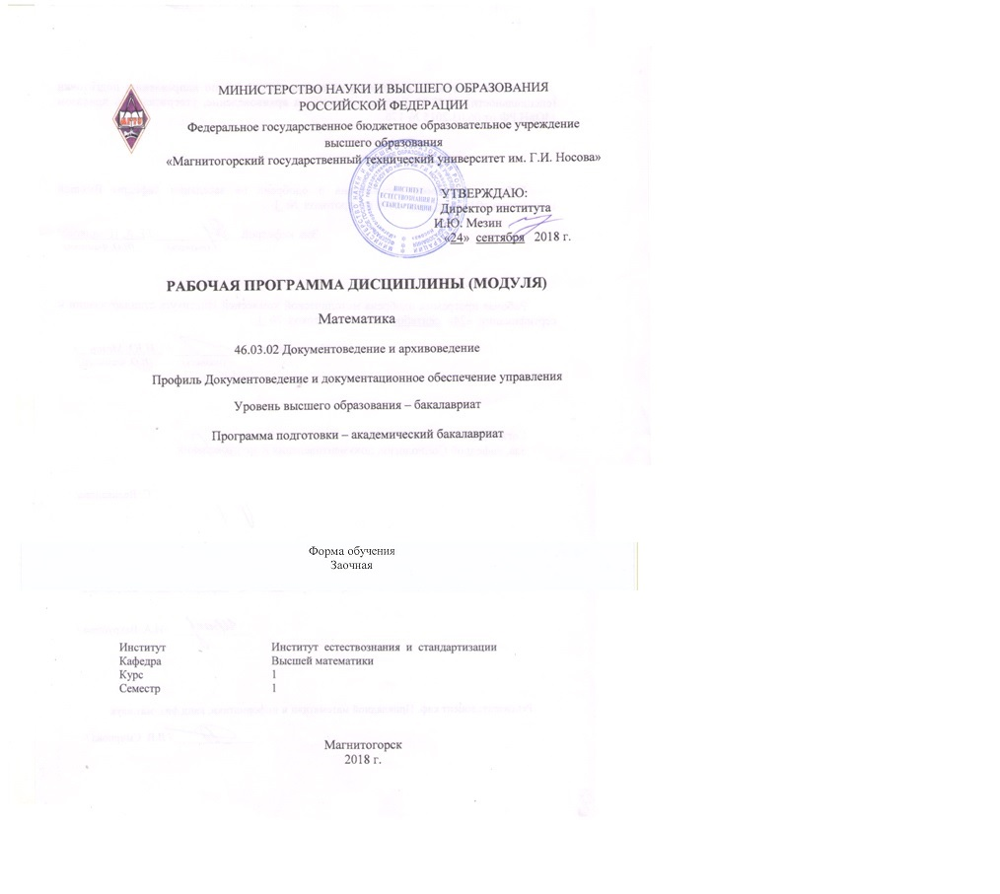 МИНИСТЕРСТВО НАУКИ И ВЫСШЕГО ОБРАЗОВАНИЯ
РОССИЙСКОЙ ФЕДЕРАЦИИ
Федеральное государственное бюджетное образовательное учреждение
высшего образования
«Магнитогорский государственный технический университет им. Г.И. Носова»
ИНСТИТУТ
ЕСТЕСТВОЗНАНИЯ И
СТАНДАРТИЗАЦИИ
УТВЕРЖДАЮ:
Директор института
И.Ю. Мезин
«24» сентября 2018 г.
РАБОЧАЯ ПРОГРАММА ДИСЦИПЛИНЫ (МОДУЛЯ)
Математика
46.03.02 Документоведение и архивоведение
Профиль Документоведение и документационное обеспечение управления
Уровень высшего образования – бакалавриат
Программа подготовки – академический бакалавриат
Форма обучения
Заочная
Институт Институт естествознания и стандартизации
Кафедра Высшей математики
Курс 1
Семестр 1
Магнитогорск
2018 г.